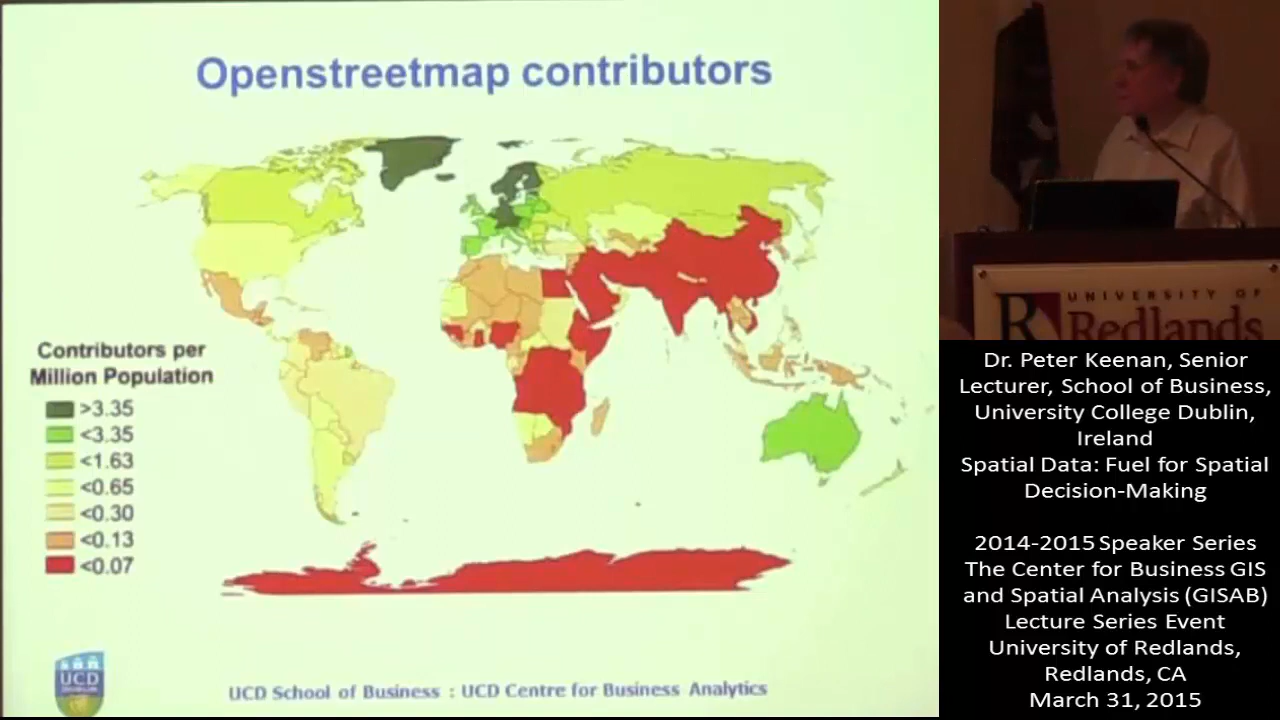 Openstreetmap contributors
Contributors per
Million Population
>3.35
<3.35
<1.63
<0.65
<0.30
<0.13
<0.07
UCD
DUBLIN
UCD School of Business : UCD Centre for Business Analytics
R
UNIVERSITY OF
Redlands
Dr. Peter Keenan, Senior
Lecturer, School of Business,
University College Dublin,
Ireland
Spatial Data: Fuel for Spatial
Decision-Making
2014-2015 Speaker Series
The Center for Business GIS
and Spatial Analysis (GISAB)
Lecture Series Event
University of Redlands,
Redlands, CA
March 31, 2015